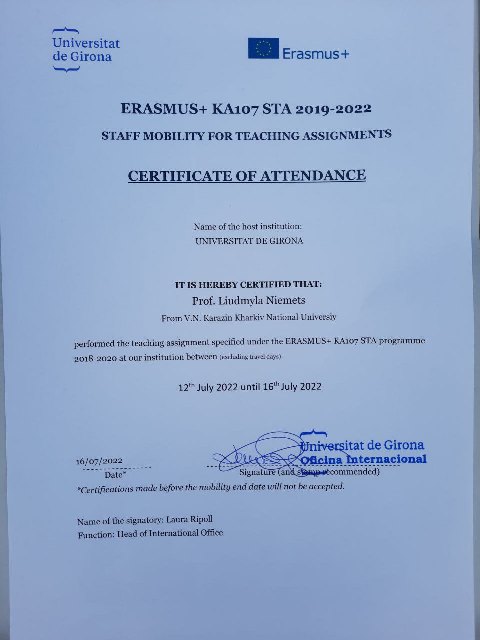 Universitat
de Girona
Erasmus+
ERASMUS+ KA107 STA 2019-2022
STAFF MOBILITY FOR TEACHING ASSIGNMENTS
CERTIFICATE OF ATTENDANCE
Name of the host institution:
UNIVERSITAT DE GIRONA
IT IS HEREBY CERTIFIED THAT:
Prof. Liudmyla Niemets
From V.N. Karazin Kharkiv National Universiy
performed the teaching assignment specified under the ERASMUS+ KA107 STA programme
2018-2020 at our institution between (excluding travel days)
12th July 2022 until 16th July 2022
Universitat de Girona
Oficina Internacional
16/07/2022
Date*
Signature (and stamp recommended)
*Certifications made before the mobility end date will not be accepted.
Name of the signatory: Laura Ripoll
Function: Head of International Office